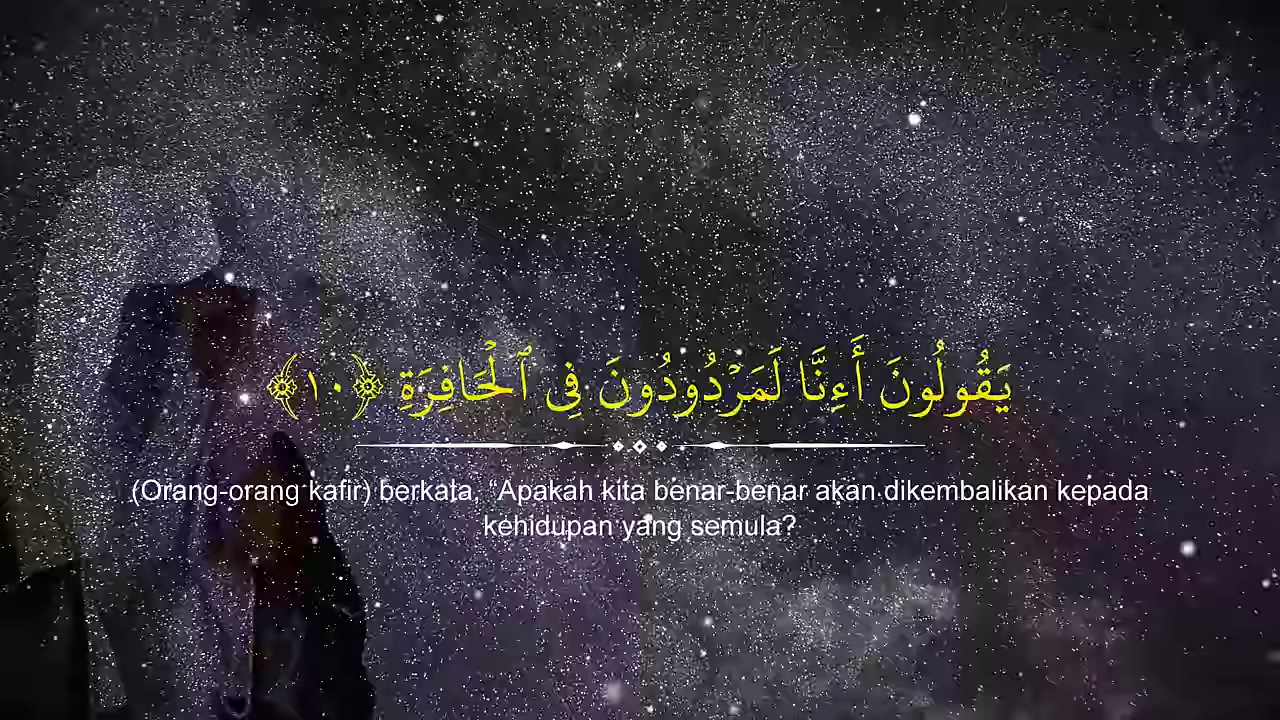 يَقُولُونَ أَءِنَّا لَمَرْدُودُونَ فِى ٱلْحَافِرَةِ ﴿١٠﴾
(Orang-orang kafir) berkata, “Apakah kita benar-benar akan dikembalikan kepada
kehidupan yang semula?